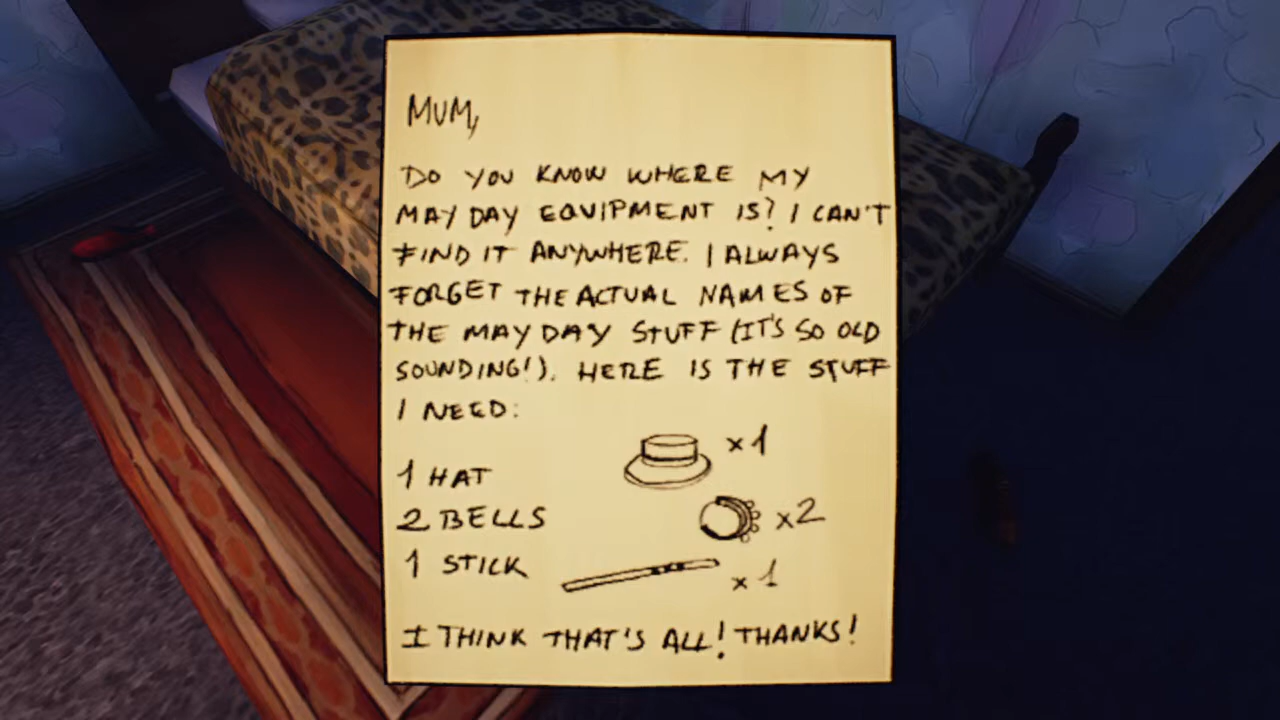 MUM,
DO YOU KNOW WHERE MY
MAY DAY EQUIPMENT IS? I CAN'T
FIND IT ANYWHERE. I ALWAYS
FORGET THE ACTUAL NAMES OF
THE MAY DAY STUFF (IT'S SO OLD
SOUNDING!). HERE IS THE STUFF
I NEED:
1 HAT x1
2 BELLS x2
1 STICK x1
I THINK THAT'S ALL! THANKS!